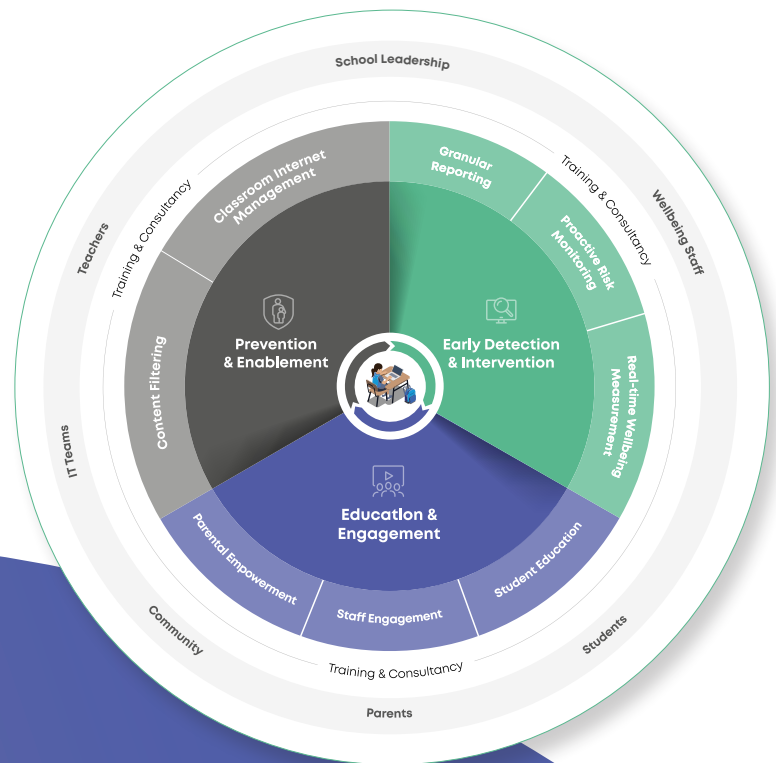 School Leadership
Teachers
Wellbeing Staff
IT Teams
Community
Students
Parents
Training & Consultancy
Training & Consultancy
Training & Consultancy
Classroom Internet
Management
Content Filtering
Granular
Reporting
Proactive Risk
Monitoring
Real-time Wellbeing
Measurement
Prevention
& Enablement
Early Detection
& Intervention
Education &
Engagement
Parental Empowerment
Staff Engagement
Student Education